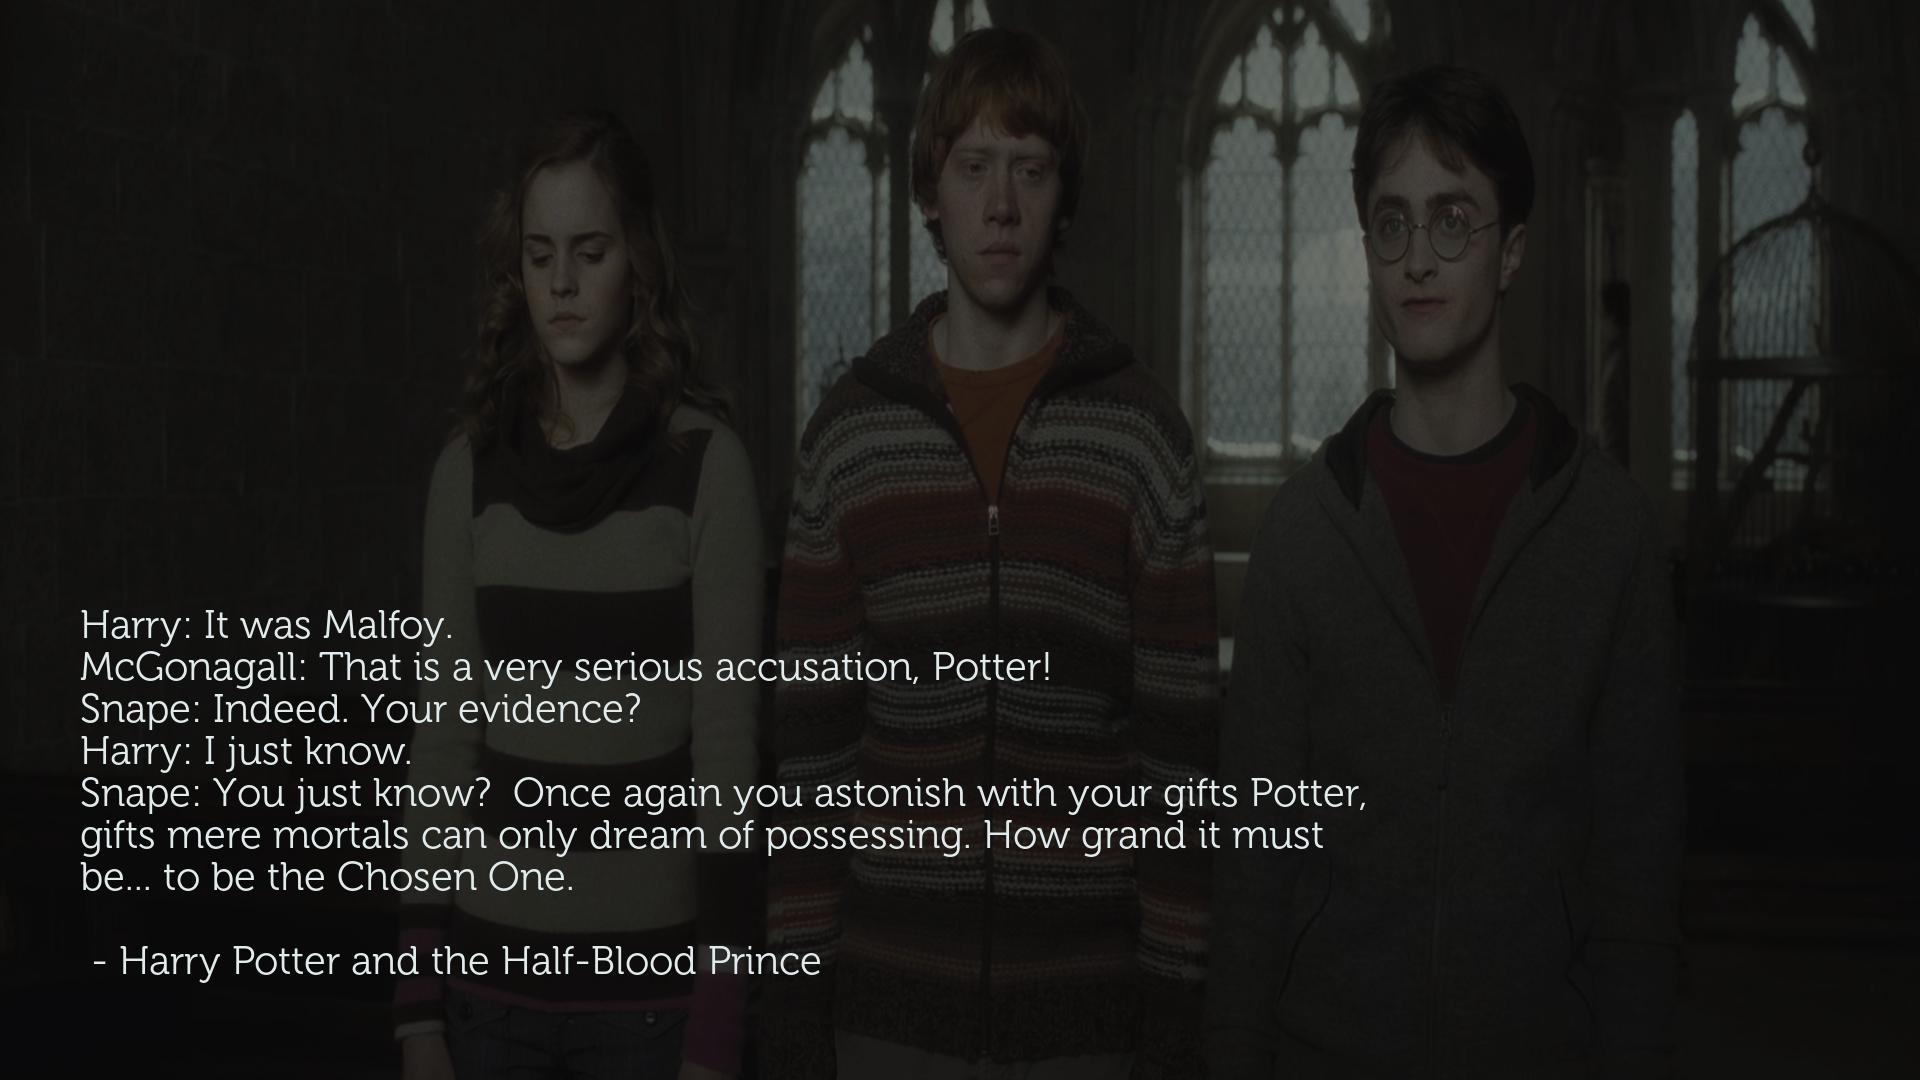 Harry: It was Malfoy.
McGonagall: That is a very serious accusation, Potter!
Snape: Indeed. Your evidence?
Harry: I just know.
Snape: You just know?  Once again you astonish with your gifts Potter,
gifts mere mortals can only dream of possessing. How grand it must
be... to be the Chosen One.
- Harry Potter and the Half-Blood Prince